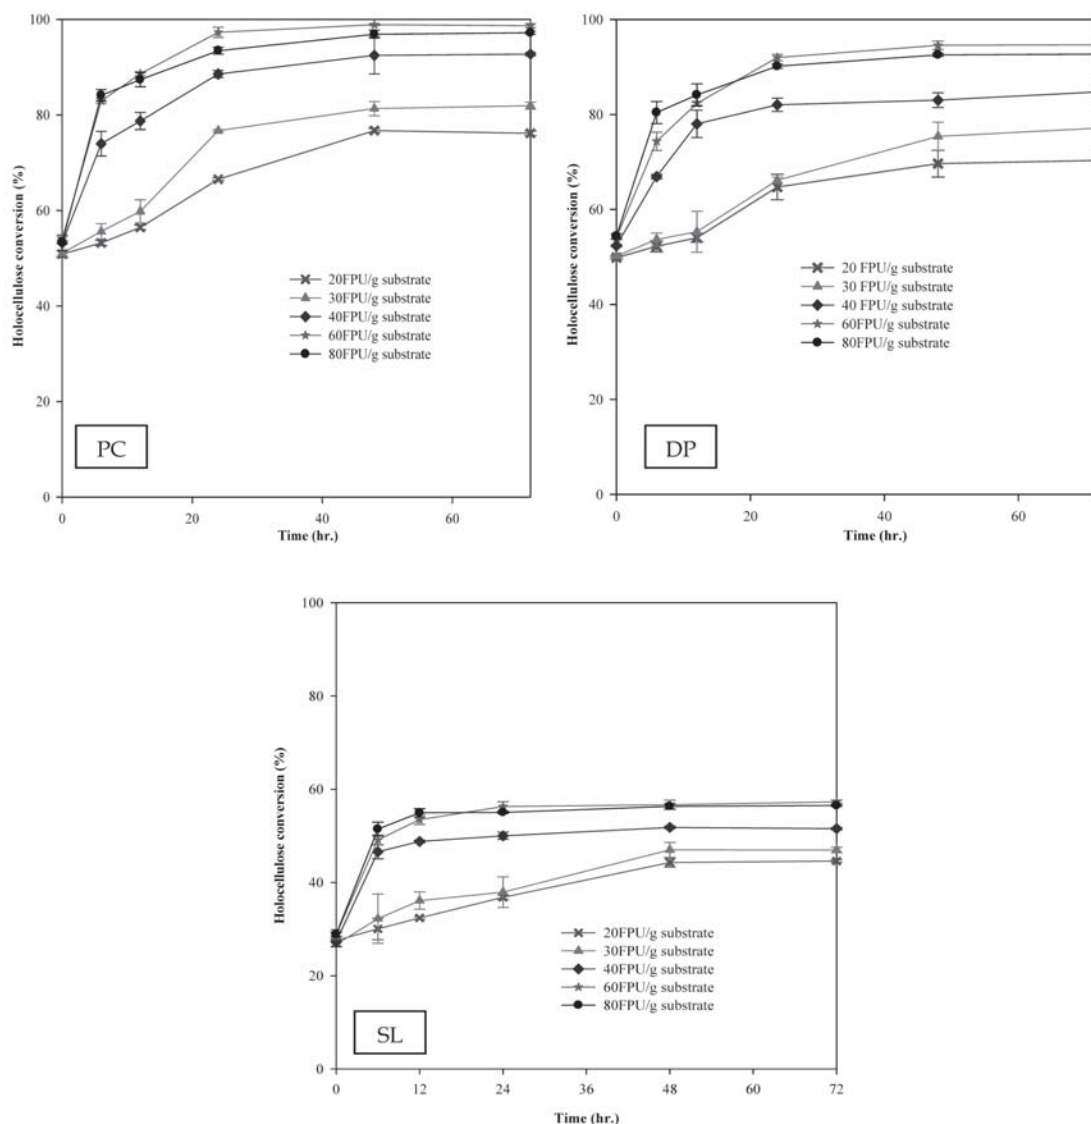 100
80
60
40
20
0
Holocellulose conversion (%)
20FPU/g substrate
30FPU/g substrate
40FPU/g substrate
60FPU/g substrate
80FPU/g substrate
PC
0 20 40 60
Time (hr.)
100
80
60
40
20
0
Holocellulose conversion (%)
20 FPU/g substrate
30 FPU/g substrate
40 FPU/g substrate
60FPU/g substrate
80FPU/g substrate
DP
0 20 40 60
Time (hr.)
100
80
60
40
20
0
Holocellulose conversion (%)
20FPU/g substrate
30FPU/g substrate
40FPU/g substrate
60FPU/g substrate
80FPU/g substrate
SL
0 12 24 36 48 60 72
Time (hr.)